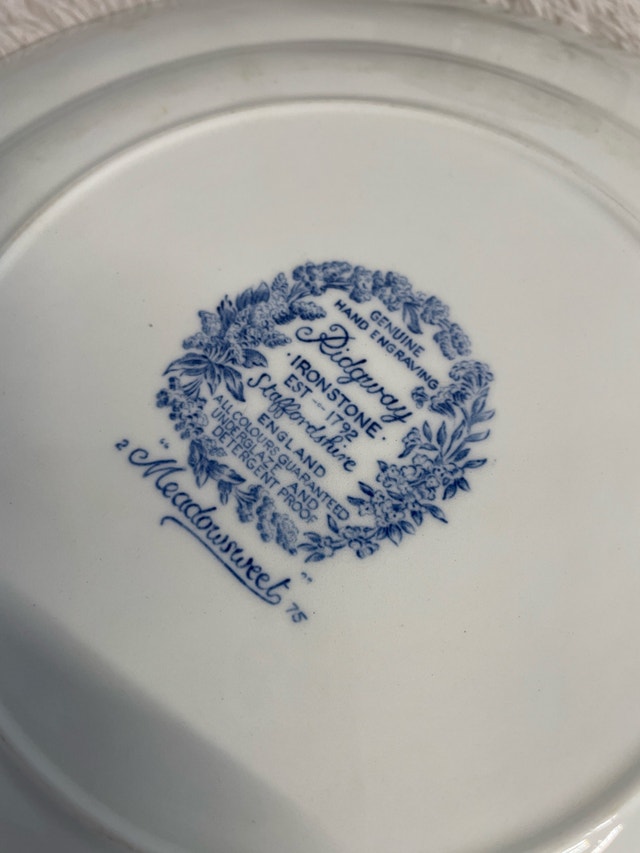 GENUINE
HAND ENGRAVING
Ridgway
· IRONSTONE ·
EST — 1792
Staffordshire
ENGLAND
ALL COLOURS GUARANTEED
UNDERGLAZE AND
DETERGENT PROOF
2 "Meadowsweet" 75